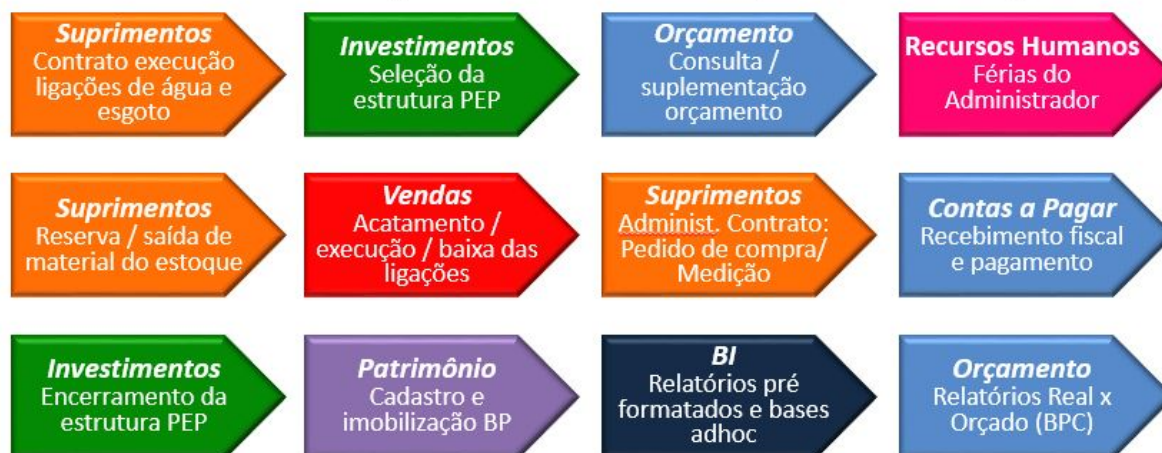 Suprimentos
Contrato execução
ligações de água e
esgoto
Investimentos
Seleção da
estrutura PEP
Orçamento
Consulta /
suplementação
orçamento
Recursos Humanos
Férias do
Administrador
Suprimentos
Reserva / saída de
material do estoque
Vendas
Acatamento /
execução / baixa das
ligações
Suprimentos
Administ. Contrato:
Pedido de compra/
Medição
Contas a Pagar
Recebimento fiscal
e pagamento
Investimentos
Encerramento da
estrutura PEP
Patrimônio
Cadastro e
imobilização BP
BI
Relatórios pré
formatados e bases
adhoc
Orçamento
Relatórios Real x
Orçado (BPC)